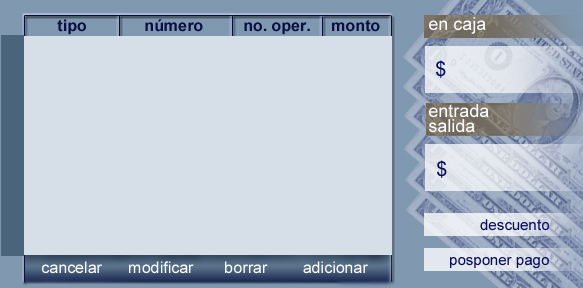 tipo número no. oper. monto
en caja
$
entrada
salida
$
descuento
posponer pago
cancelar modificar borrar adicionar